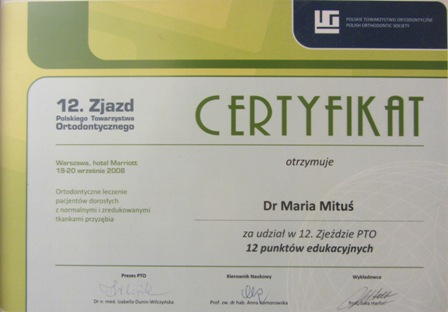 POLSKIE TOWARZYSTWO ORTODONTYCZNE
POLISH ORTHODONTIC SOCIETY
12. Zjazd
Polskiego Towarzystwa
Ortodontycznego
CERTYFIKAT
Warszawa, hotel Marriott
19-20 września 2008
otrzymuje
Ortodontyczne leczenie
pacjentów dorosłych
z normalnymi i zredukowanymi
tkankami przyzębia
Dr Maria Mituś
za udział w 12. Zjeździe PTO
12 punktów edukacyjnych
Prezes PTO
Kierownik Naukowy
Wykładowca
Dr n. med. Izabella Dunin-Wilczyńska
Prof. zw. dr hab. Anna Komorowska